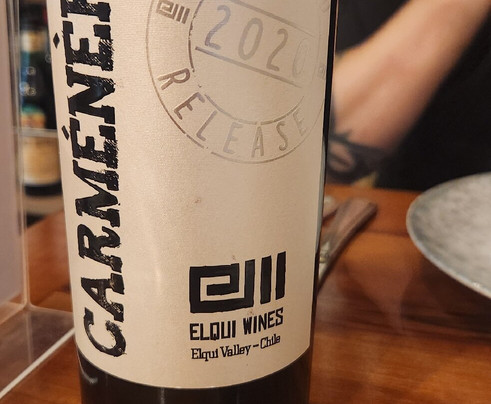 CARMÉNÈR
2020
RELEASE
ELQUI WINES
Elqui Valley - Chile